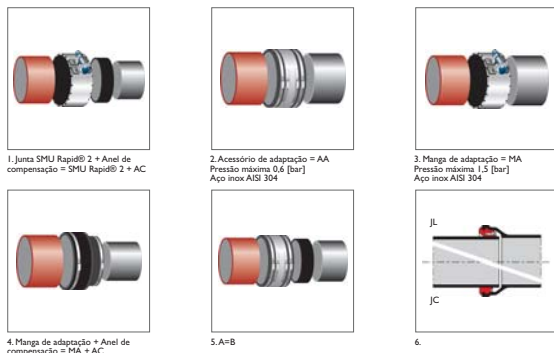 1. Junta SMU Rapid® 2 + Anel de
compensação = SMU Rapid® 2 + AC
2. Acessório de adaptação = AA
Pressão máxima 0,6 [bar]
Aço inox AISI 304
3. Manga de adaptação = MA
Pressão máxima 1,5 [bar]
Aço inox AISI 304
JL
JC
4. Manga de adaptação + Anel de
compensação = MA + AC
5. A=B
6.